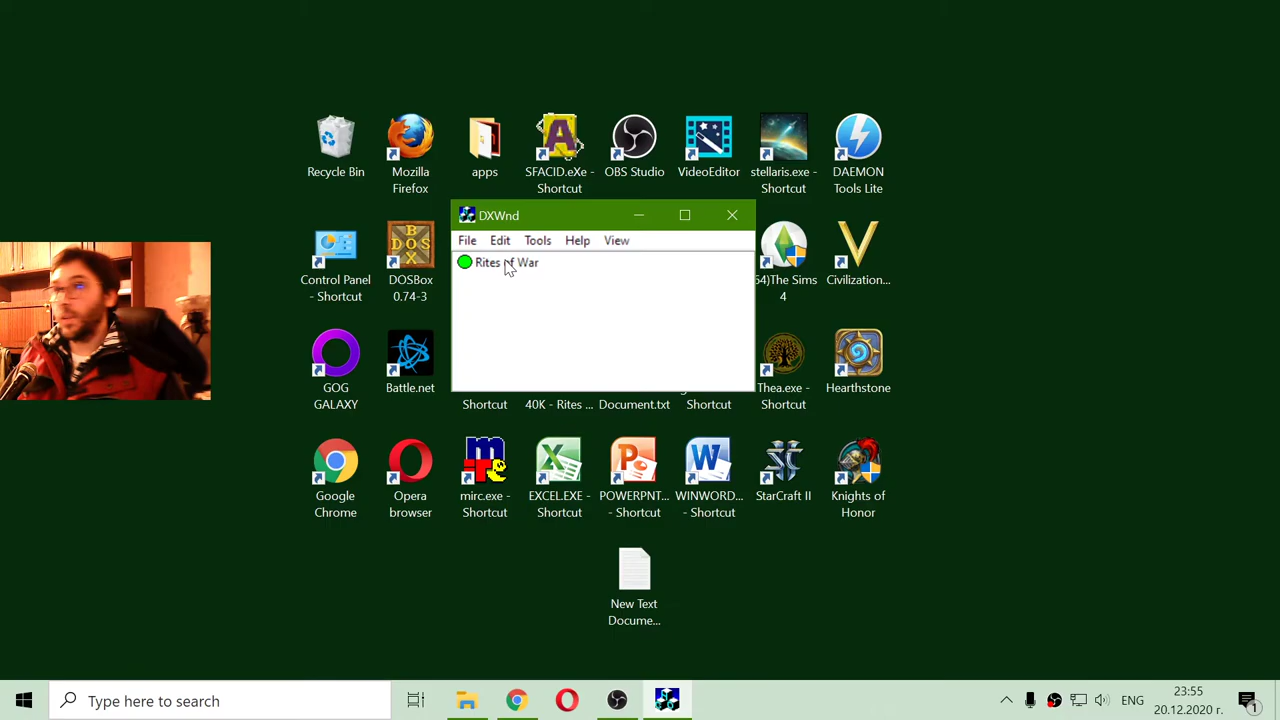 Recycle Bin
Mozilla
Firefox
apps
SFACID.eXe -
Shortcut
OBS Studio
VideoEditor
stellaris.exe -
Shortcut
DAEMON
Tools Lite
DXWnd
File Edit Tools Help View
Rites of War
Control Panel
- Shortcut
DOSBox
0.74-3
64)The Sims
4
Civilization...
GOG
GALAXY
Battle.net
Shortcut
40K - Rites ...
Document.txt
Shortcut
Thea.exe -
Shortcut
Hearthstone
Google
Chrome
Opera
browser
mirc.exe -
Shortcut
EXCEL.EXE -
Shortcut
POWERPNT...
- Shortcut
WINWORD...
- Shortcut
StarCraft II
Knights of
Honor
New Text
Docume...
Type here to search
ЕНГ
23:55
20.12.2020 г.
1